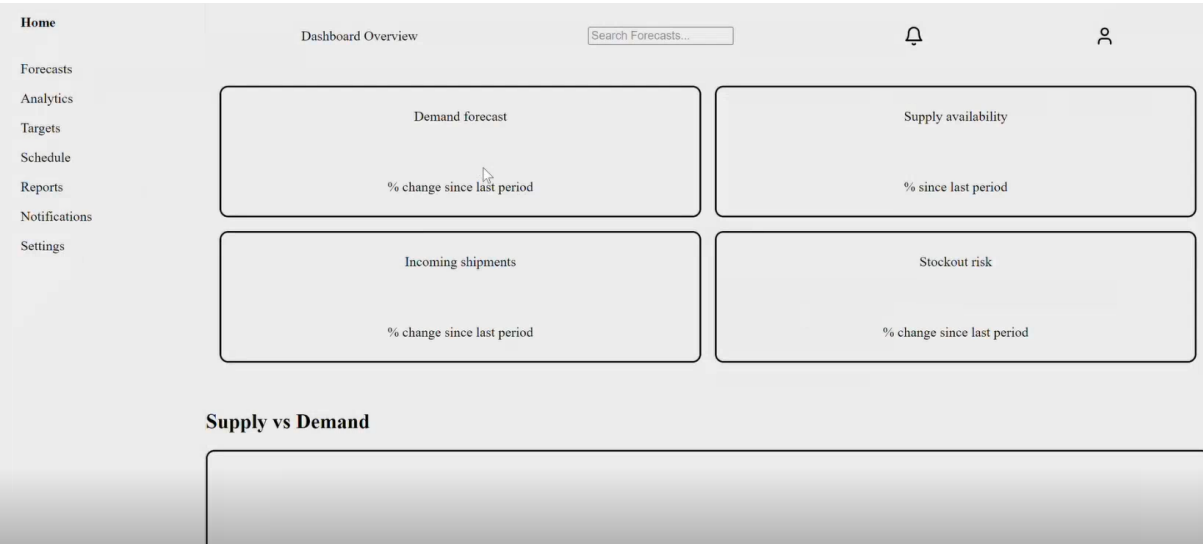 Home
Dashboard Overview
Search Forecasts...
Forecasts
Analytics
Targets
Schedule
Reports
Notifications
Settings
Demand forecast
% change since last period
Supply availability
% since last period
Incoming shipments
% change since last period
Stockout risk
% change since last period
Supply vs Demand